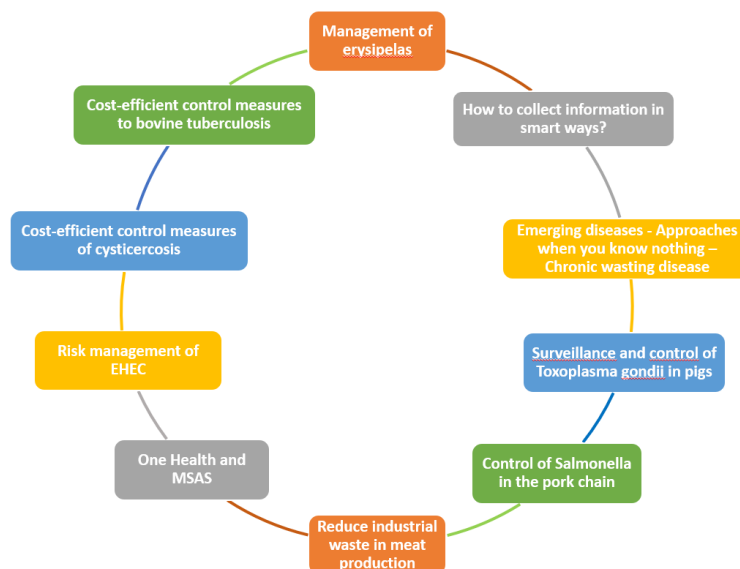 Management of
erysipelas
How to collect information in
smart ways?
Emerging diseases - Approaches
when you know nothing –
Chronic wasting disease
Surveillance and control of
Toxoplasma gondii in pigs
Control of Salmonella
in the pork chain
Reduce industrial
waste in meat
production
One Health and
MSAS
Risk management of
EHEC
Cost-efficient control measures
of cysticercosis
Cost-efficient control measures
to bovine tuberculosis